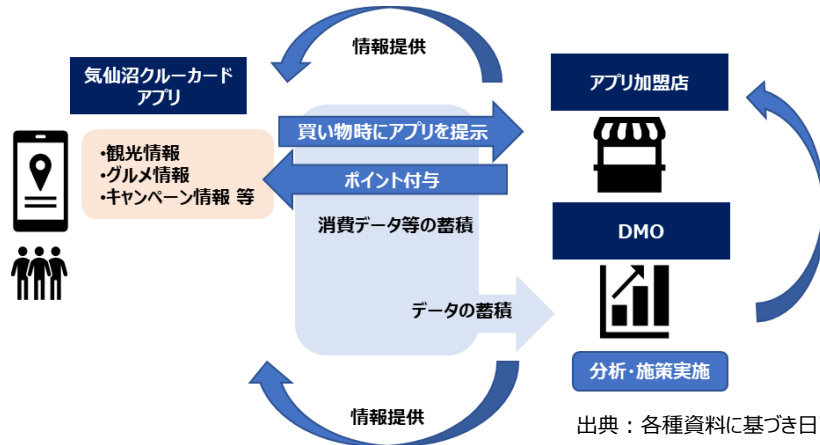 情報提供
気仙沼クルーカード
アプリ
アプリ加盟店
買い物時にアプリを提示
・観光情報
・グルメ情報
・キャンペーン情報 等
ポイント付与
消費データ等の蓄積
DMO
データの蓄積
分析・施策実施
情報提供
出典：各種資料に基づき日